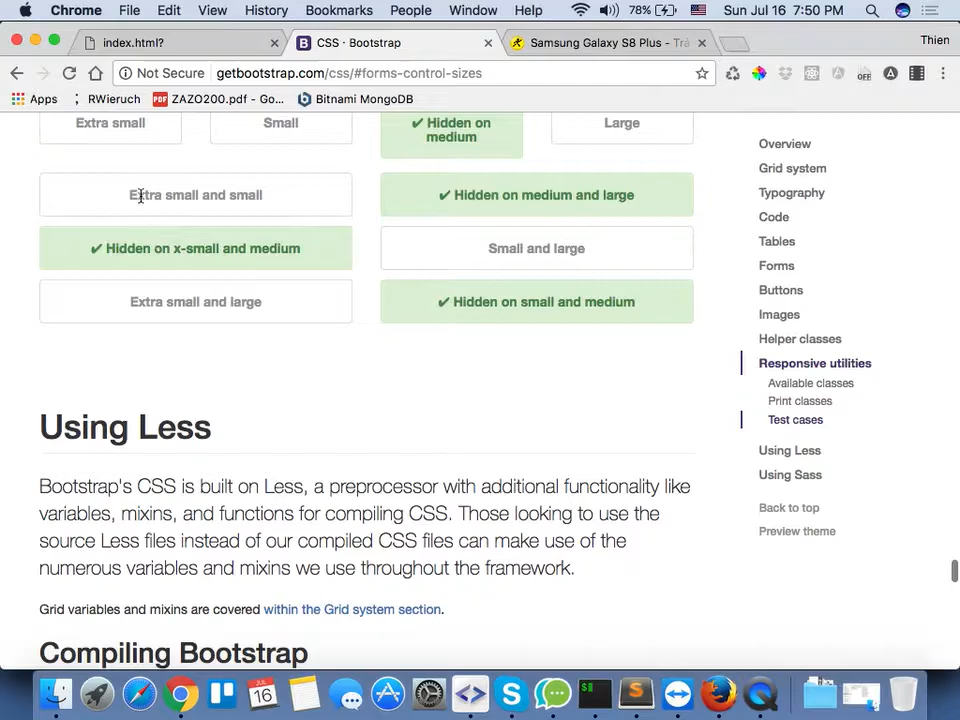 Chrome File Edit View History Bookmarks People Window Help 78% Sun Jul 16 7:50 PM
index.html?
CSS · Bootstrap
Samsung Galaxy S8 Plus - Trả
Thien
Not Secure getbootstrap.com/css/#forms-control-sizes
Apps RWieruch ZAZO200.pdf - Go... Bitnami MongoDB
Extra small
Small
✔ Hidden on
medium
Large
Extra small and small
✔ Hidden on medium and large
✔ Hidden on x-small and medium
Small and large
Extra small and large
✔ Hidden on small and medium
Using Less
Bootstrap's CSS is built on Less, a preprocessor with additional functionality like
variables, mixins, and functions for compiling CSS. Those looking to use the
source Less files instead of our compiled CSS files can make use of the
numerous variables and mixins we use throughout the framework.
Grid variables and mixins are covered within the Grid system section.
Compiling Bootstrap
Overview
Grid system
Typography
Code
Tables
Forms
Buttons
Images
Helper classes
Responsive utilities
Available classes
Print classes
Test cases
Using Less
Using Sass
Back to top
Preview theme
JUL
16